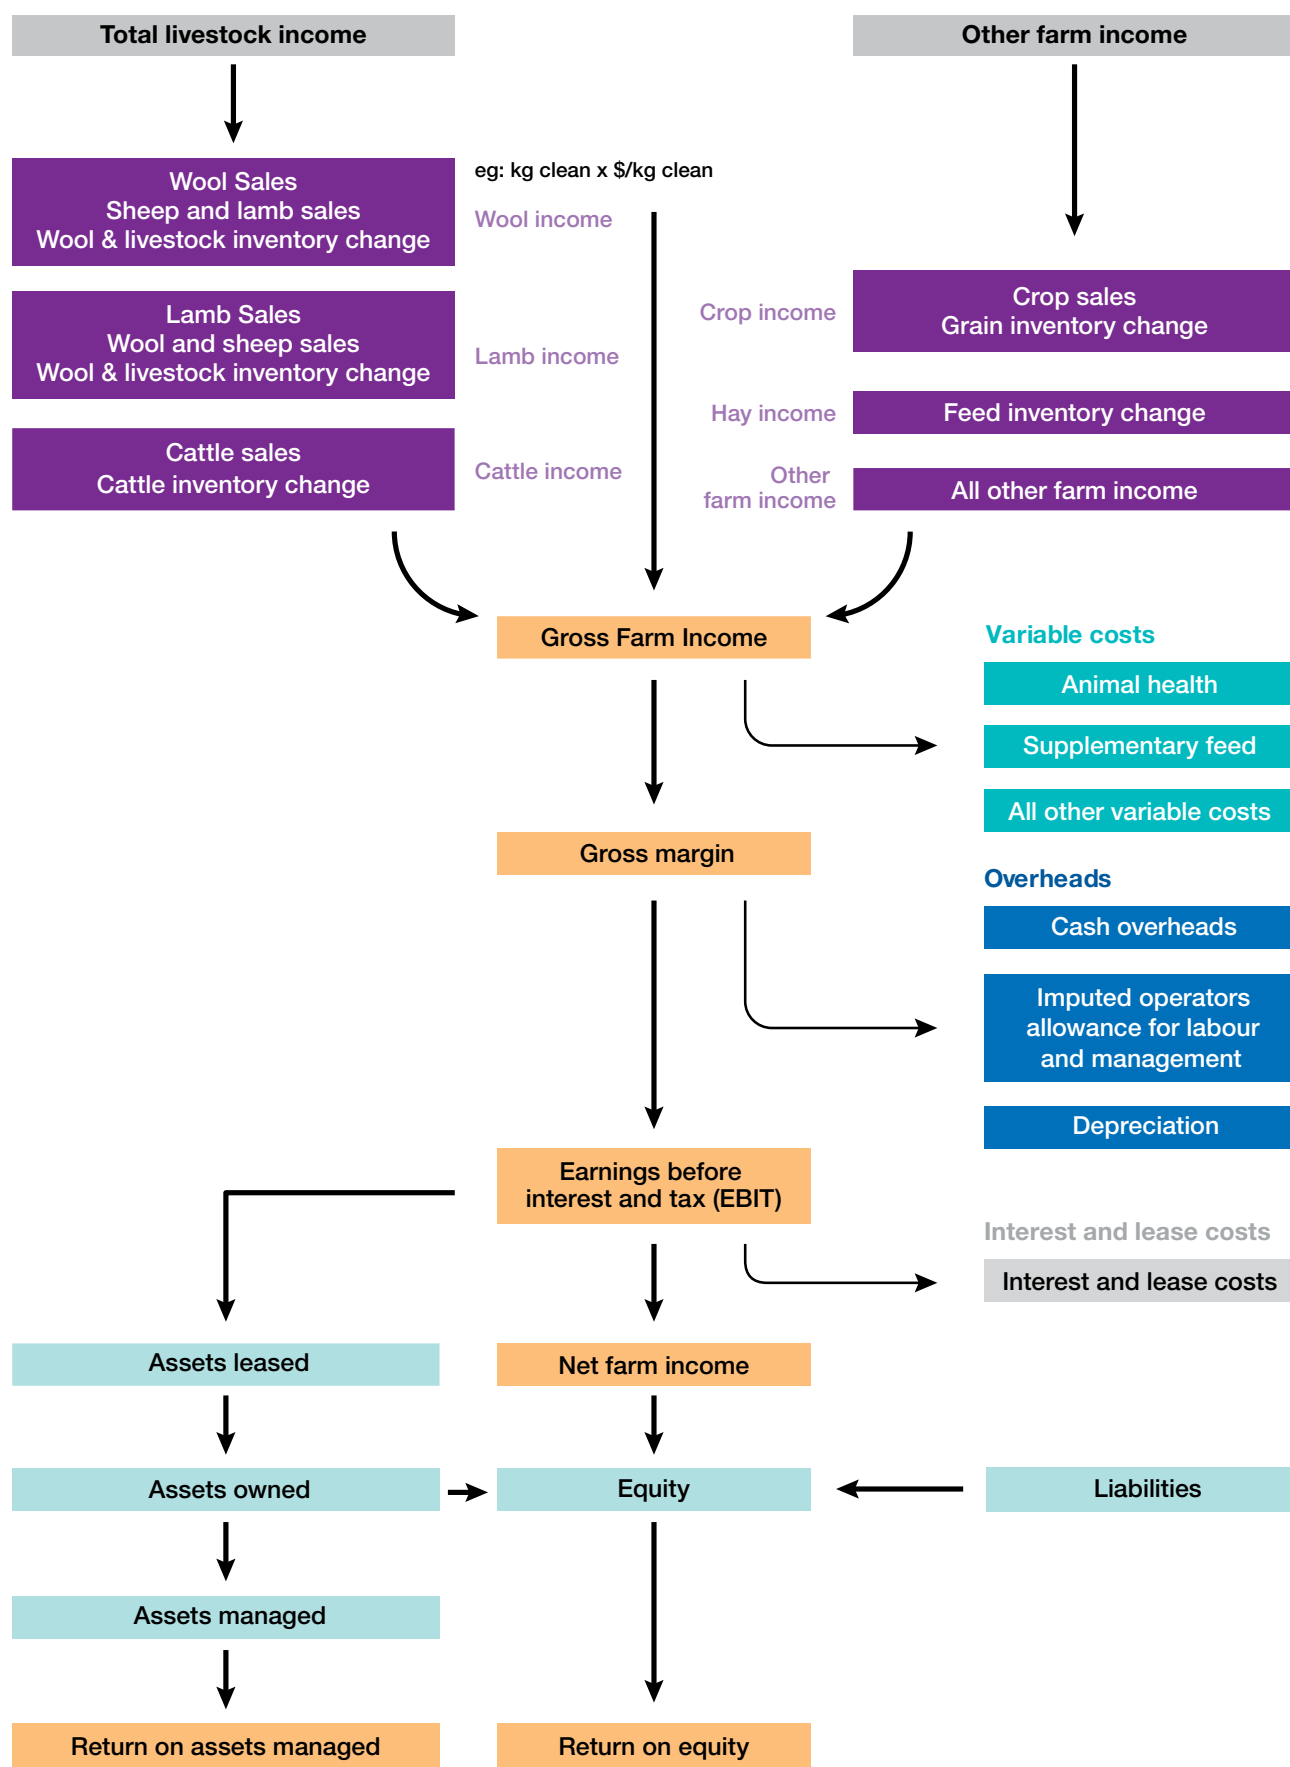 Total livestock income
Other farm income
Wool Sales
Sheep and lamb sales
Wool & livestock inventory change
eg: kg clean x $/kg clean
Wool income
Lamb Sales
Wool and sheep sales
Wool & livestock inventory change
Lamb income
Cattle sales
Cattle inventory change
Cattle income
Crop income
Crop sales
Grain inventory change
Hay income
Feed inventory change
Other
farm income
All other farm income
Gross Farm Income
Variable costs
Animal health
Supplementary feed
All other variable costs
Gross margin
Overheads
Cash overheads
Imputed operators
allowance for labour
and management
Depreciation
Earnings before
interest and tax (EBIT)
Interest and lease costs
Interest and lease costs
Assets leased
Net farm income
Assets owned
Equity
Liabilities
Assets managed
Return on assets managed
Return on equity